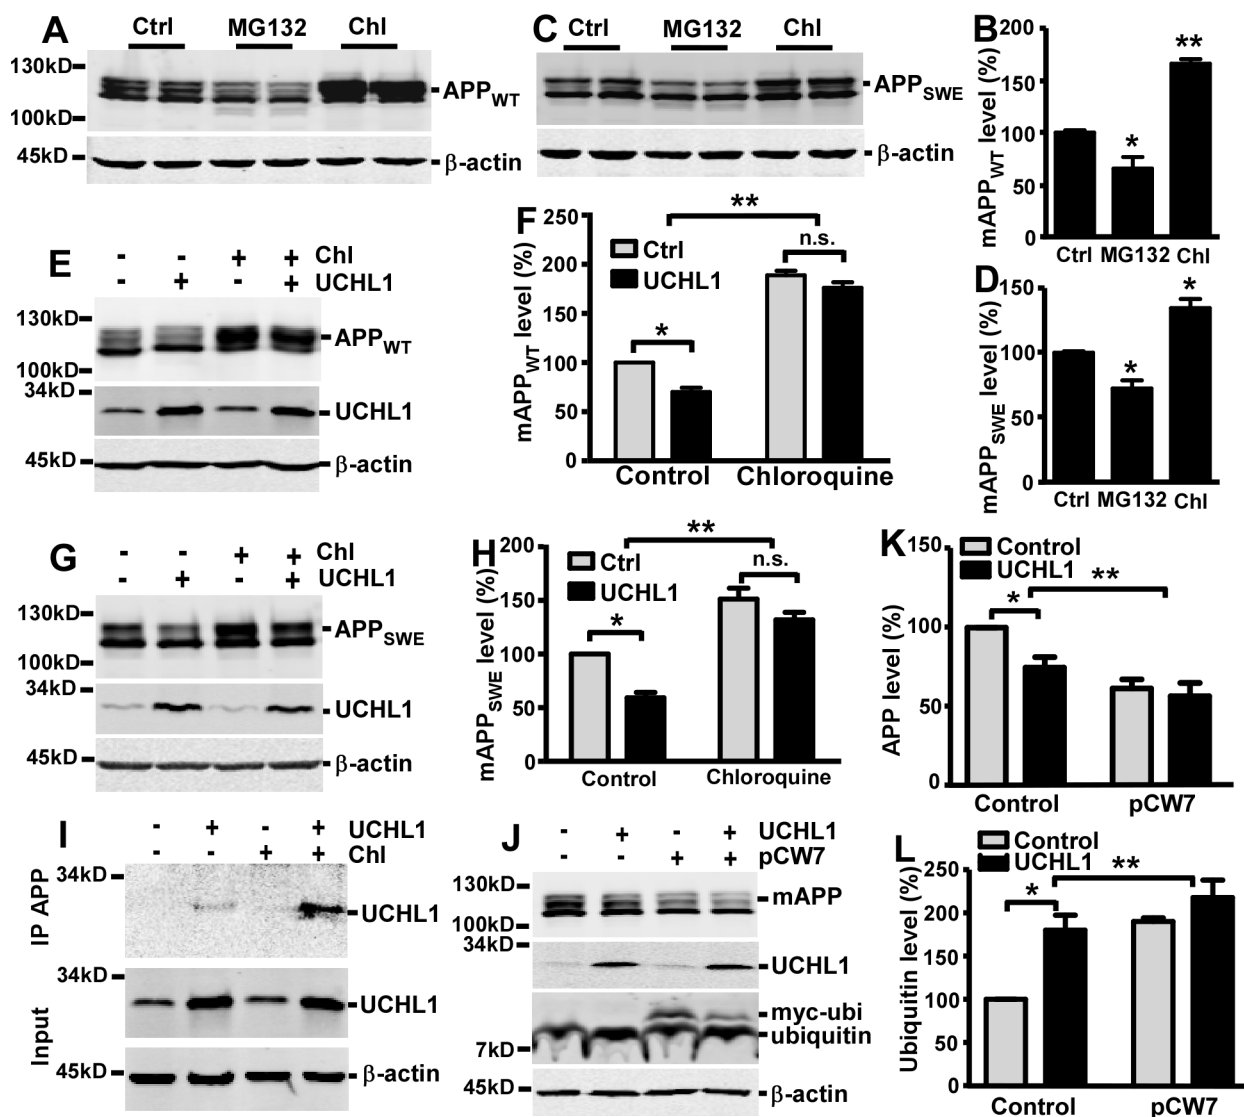 A
Ctrl MG132 Chl
130kD
APPWT
100kD
45kD
β-actin
C
Ctrl MG132 Chl
APPSWE
β-actin
B
mAPPWT level (%)
200
150
100
50
0
Ctrl MG132 Chl
*
**
D
mAPPSWE level (%)
150
100
50
0
Ctrl MG132 Chl
*
*
E
- - + + Chl
- + - + UCHL1
130kD
APPWT
100kD
34kD
UCHL1
45kD
β-actin
F
mAPPWT level (%)
250
200
150
100
50
0
Ctrl
UCHL1
**
n.s.
*
Control Chloroquine
G
- - + + Chl
- + - + UCHL1
130kD
APPSWE
100kD
34kD
UCHL1
45kD
β-actin
H
mAPPSWE level (%)
200
150
100
50
0
Ctrl
UCHL1
**
n.s.
*
Control Chloroquine
K
APP level (%)
150
100
50
0
Control
UCHL1
*
**
Control pCW7
I
- + - + UCHL1
- - + + Chl
IP APP
34kD
UCHL1
Input
34kD
UCHL1
45kD
β-actin
J
- + - + UCHL1
- - + + pCW7
130kD
mAPP
100kD
34kD
UCHL1
myc-ubi
ubiquitin
7kD
45kD
β-actin
L
Ubiquitin level (%)
250
200
150
100
50
0
Control
UCHL1
*
**
Control pCW7